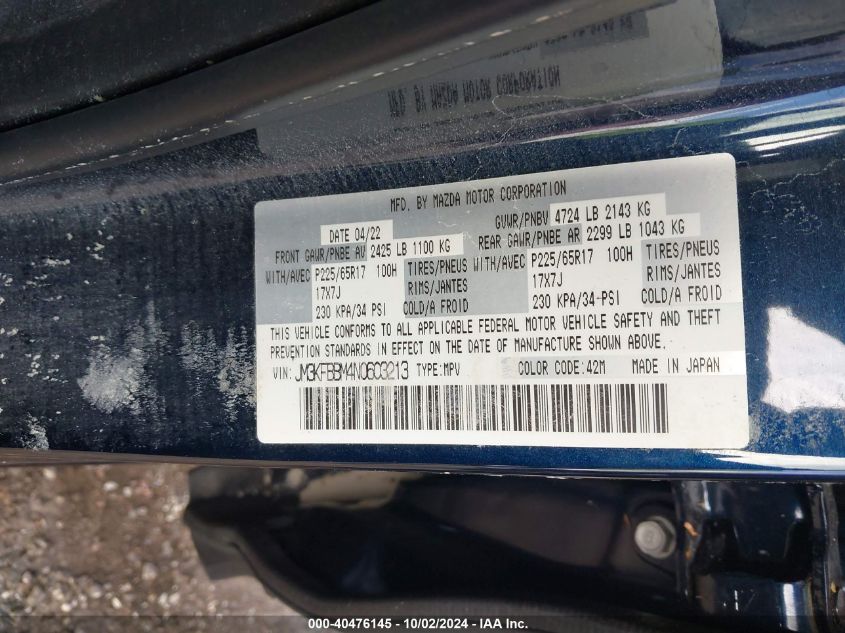 MFD. BY MAZDA MOTOR CORPORATION
DATE 04/22 GVWR/PNBV 4724 LB 2143 KG
FRONT GAWR/PNBE AV 2425 LB 1100 KG REAR GAWR/PNBE AR 2299 LB 1043 KG
WITH/AVEC P225/65R17 100H TIRES/PNEUS WITH/AVEC P225/65R17 100H TIRES/PNEUS
17X7J RIMS/JANTES 17X7J RIMS/JANTES
230 KPA/34 PSI COLD/A FROID 230 KPA/34-PSI COLD/A FROID
THIS VEHICLE CONFORMS TO ALL APPLICABLE FEDERAL MOTOR VEHICLE SAFETY AND THEFT
PREVENTION STANDARDS IN EFFECT ON THE DATE OF MANUFACTURE SHOWN ABOVE.
VIN: JM3KFBBM4N0603213 TYPE:MPV COLOR CODE:42M MADE IN JAPAN
000-40476145 - 10/02/2024 - IAA Inc.